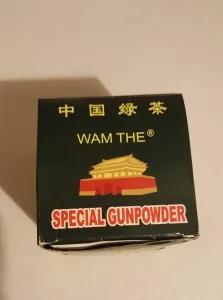 中国绿茶
WAM THE®
SPECIAL GUNPOWDER